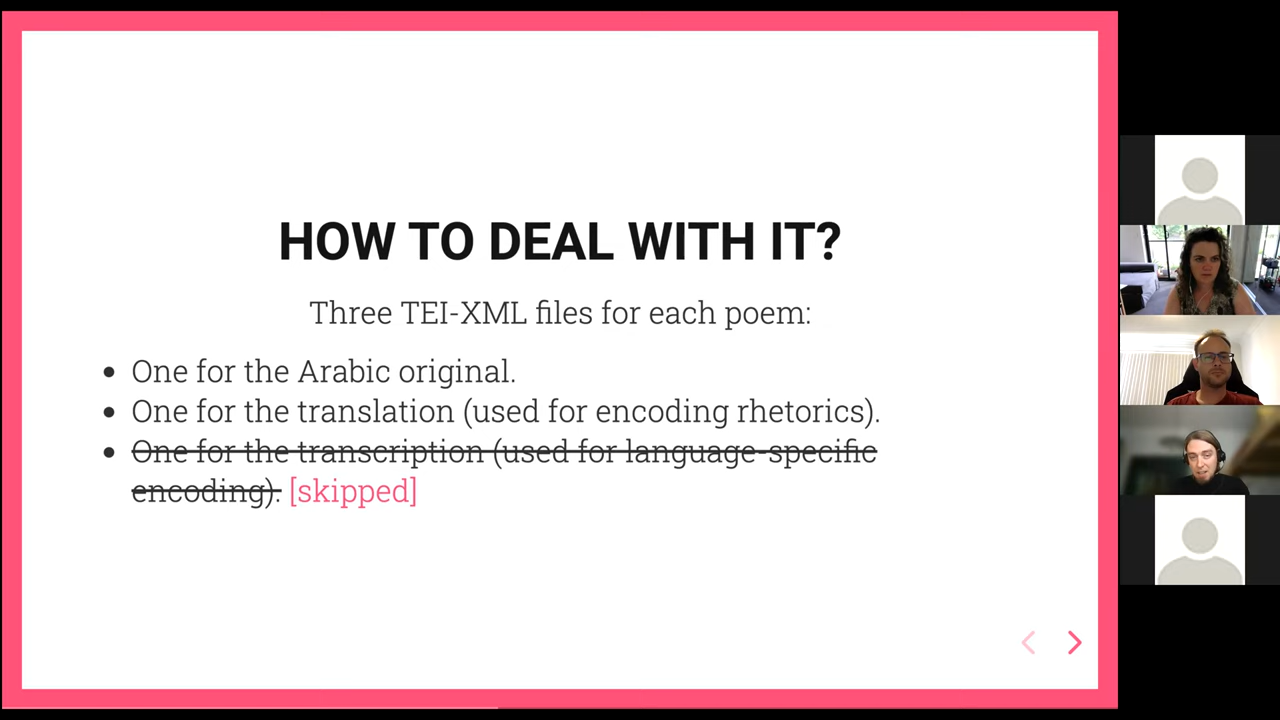 HOW TO DEAL WITH IT?
Three TEI-XML files for each poem:
• One for the Arabic original.
• One for the translation (used for encoding rhetorics).
• One for the transcription (used for language-specific
encoding). [skipped]